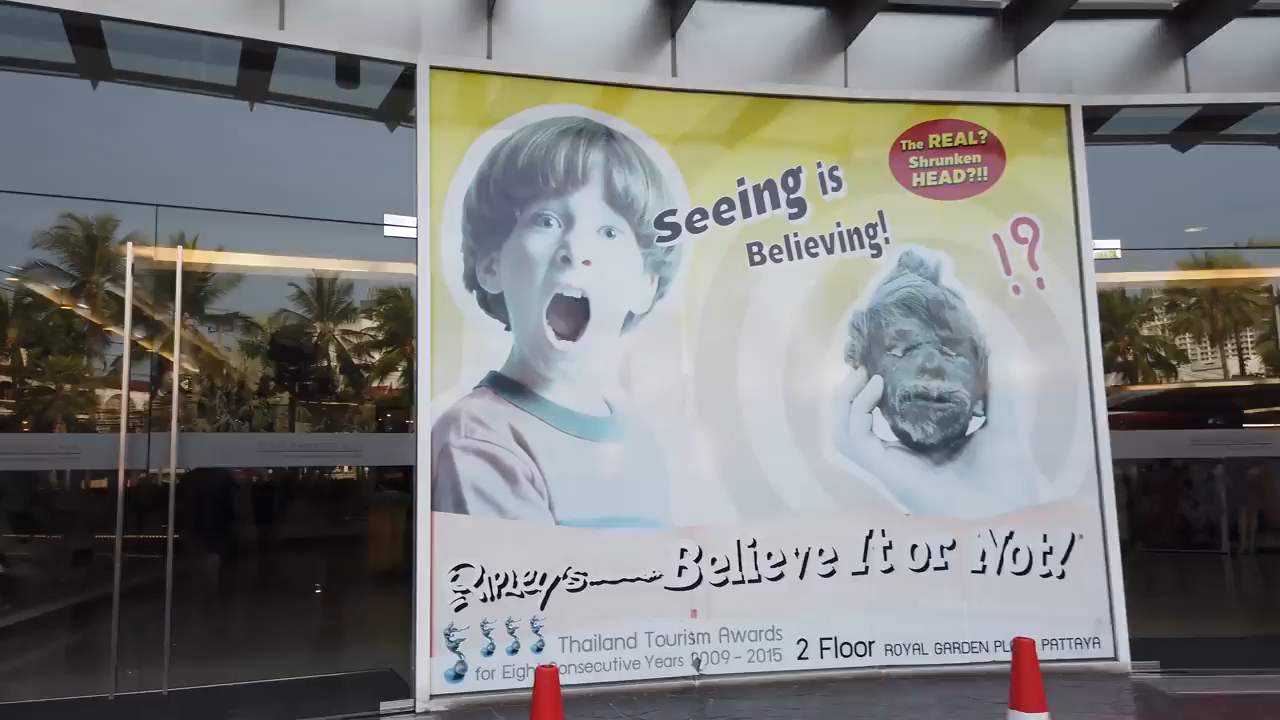 The REAL?
Shrunken
HEAD?!!
Seeing is
Believing!
!?
Ripley's Believe It or Not!
Thailand Tourism Awards
for Eight Consecutive Years 2009 - 2015
2 Floor ROYAL GARDEN PATTAYA